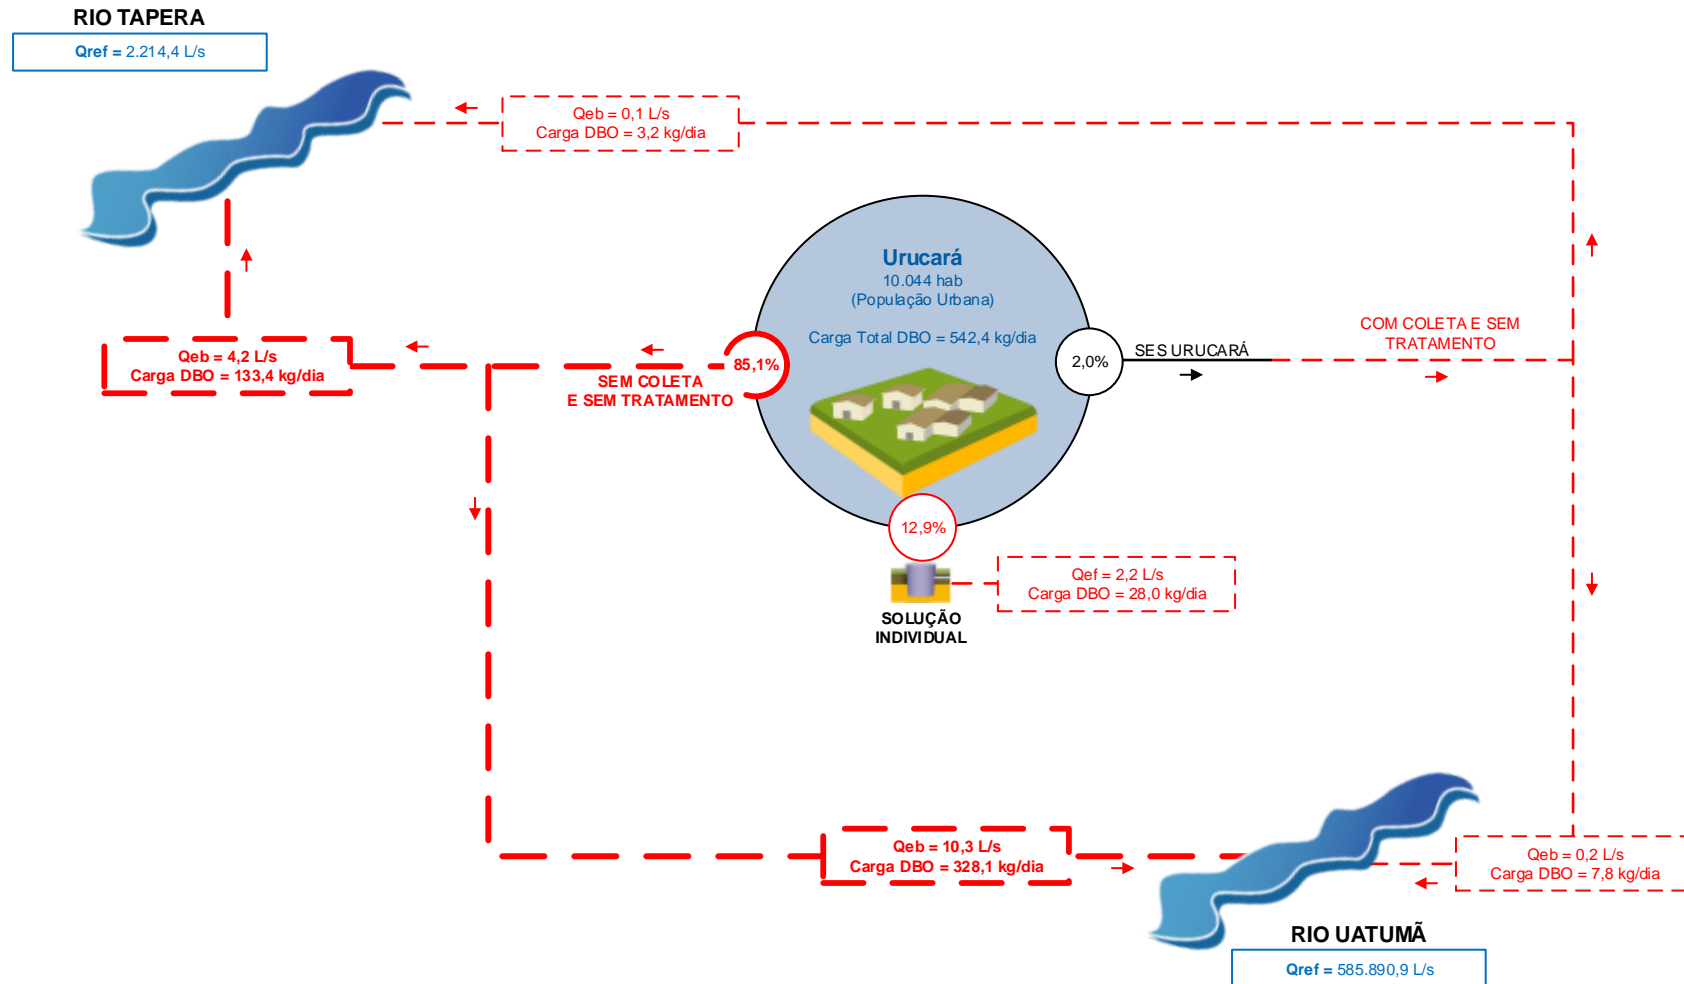 RIO TAPERA
Qref = 2.214,4 L/s
Qeb = 0,1 L/s
Carga DBO = 3,2 kg/dia
Urucará
10.044 hab
(População Urbana)
Carga Total DBO = 542,4 kg/dia
85,1%
SEM COLETA
E SEM TRATAMENTO
Qeb = 4,2 L/s
Carga DBO = 133,4 kg/dia
2,0%
SES URUCARÁ
COM COLETA E SEM
TRATAMENTO
12,9%
SOLUÇÃO
INDIVIDUAL
Qef = 2,2 L/s
Carga DBO = 28,0 kg/dia
Qeb = 10,3 L/s
Carga DBO = 328,1 kg/dia
Qeb = 0,2 L/s
Carga DBO = 7,8 kg/dia
RIO UATUMÃ
Qref = 585.890,9 L/s